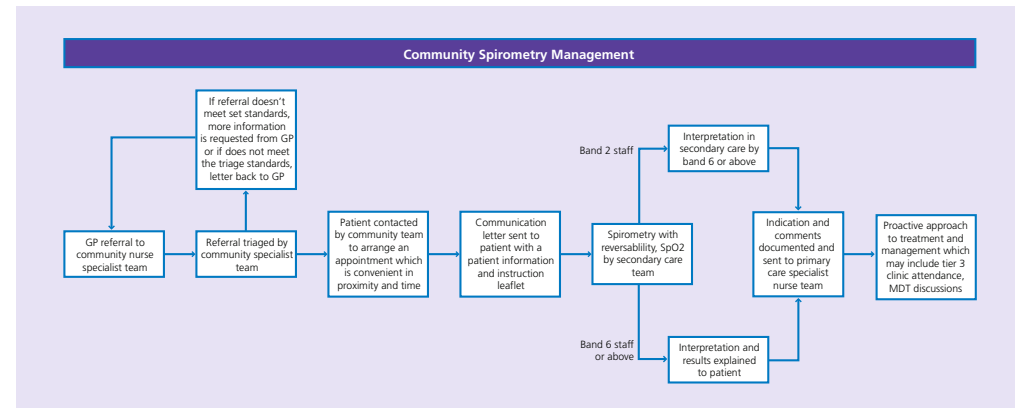 Community Spirometry Management
If referral doesn't
meet set standards,
more information
is requested from GP
or if does not meet
the triage standards,
letter back to GP
GP referral to
community nurse
specialist team
Referral triaged by
community specialist
team
Patient contacted
by community team
to arrange an
appointment which
is convenient in
proximity and time
Communication
letter sent to
patient with a
patient information
and instruction
leaflet
Spirometry with
reversablility, SpO2
by secondary care
team
Band 2 staff
Interpretation in
secondary care by
band 6 or above
Band 6 staff
or above
Interpretation and
results explained
to patient
Indication and
comments
documented and
sent to primary
care specialist
nurse team
Proactive approach
to treatment and
management which
may include tier 3
clinic attendance,
MDT discussions